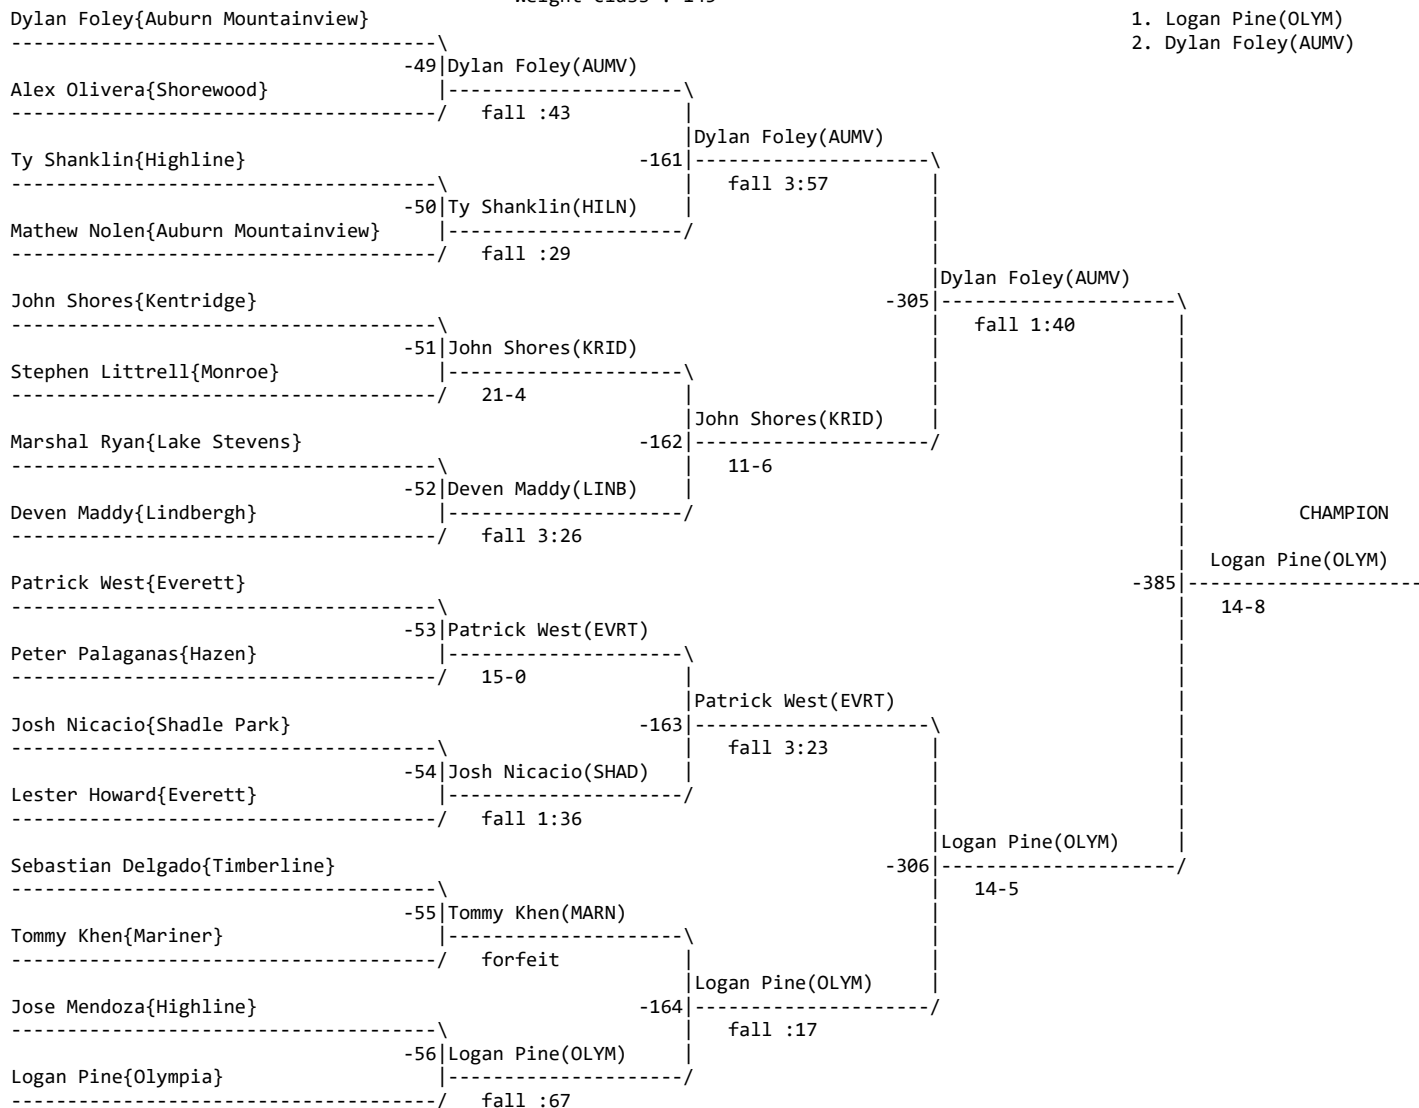 Weight Class : 145
Dylan Foley{Auburn Mountainview} 1. Logan Pine(OLYM)
2. Dylan Foley(AUMV)
-49 Dylan Foley(AUMV)
Alex Olivera{Shorewood}
fall :43
Dylan Foley(AUMV)
Ty Shanklin{Highline} -161
fall 3:57
-50 Ty Shanklin(HILN)
Mathew Nolen{Auburn Mountainview}
fall :29
Dylan Foley(AUMV)
John Shores{Kentridge} -305
fall 1:40
-51 John Shores(KRID)
Stephen Littrell{Monroe}
21-4
John Shores(KRID)
Marshal Ryan{Lake Stevens} -162
11-6
-52 Deven Maddy(LINB)
Deven Maddy{Lindbergh} CHAMPION
fall 3:26
Logan Pine(OLYM)
Patrick West{Everett} -385
14-8
-53 Patrick West(EVRT)
Peter Palaganas{Hazen}
15-0
Patrick West(EVRT)
Josh Nicacio{Shadle Park} -163
fall 3:23
-54 Josh Nicacio(SHAD)
Lester Howard{Everett}
fall 1:36
Logan Pine(OLYM)
Sebastian Delgado{Timberline} -306
14-5
-55 Tommy Khen(MARN)
Tommy Khen{Mariner}
forfeit
Logan Pine(OLYM)
Jose Mendoza{Highline} -164
fall :17
-56 Logan Pine(OLYM)
Logan Pine{Olympia}
fall :67